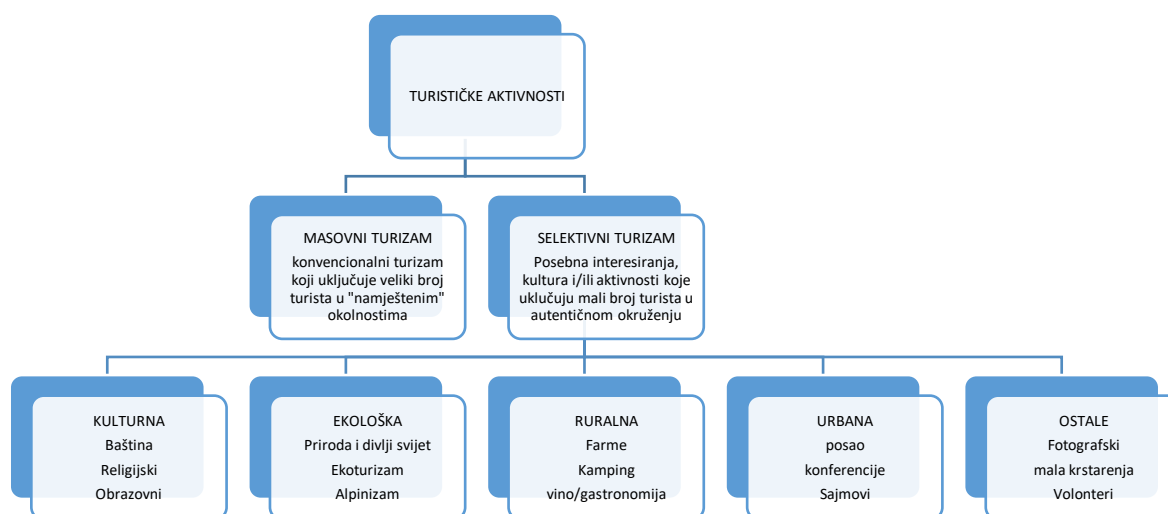 TURISTIČKE AKTIVNOSTI
MASOVNI TURIZAM
konvencionalni turizam
koji uključuje veliki broj
turista u "namještenim"
okolnostima
SELEKTIVNI TURIZAM
Posebna interesiranja,
kultura i/ili aktivnosti koje
uklučuju mali broj turista u
autentičnom okruženju
KULTURNA
Baština
Religijski
Obrazovni
EKOLOŠKA
Priroda i divlji svijet
Ekoturizam
Alpinizam
RURALNA
Farme
Kamping
vino/gastronomija
URBANA
posao
konferencije
Sajmovi
OSTALE
Fotografski
mala krstarenja
Volonteri